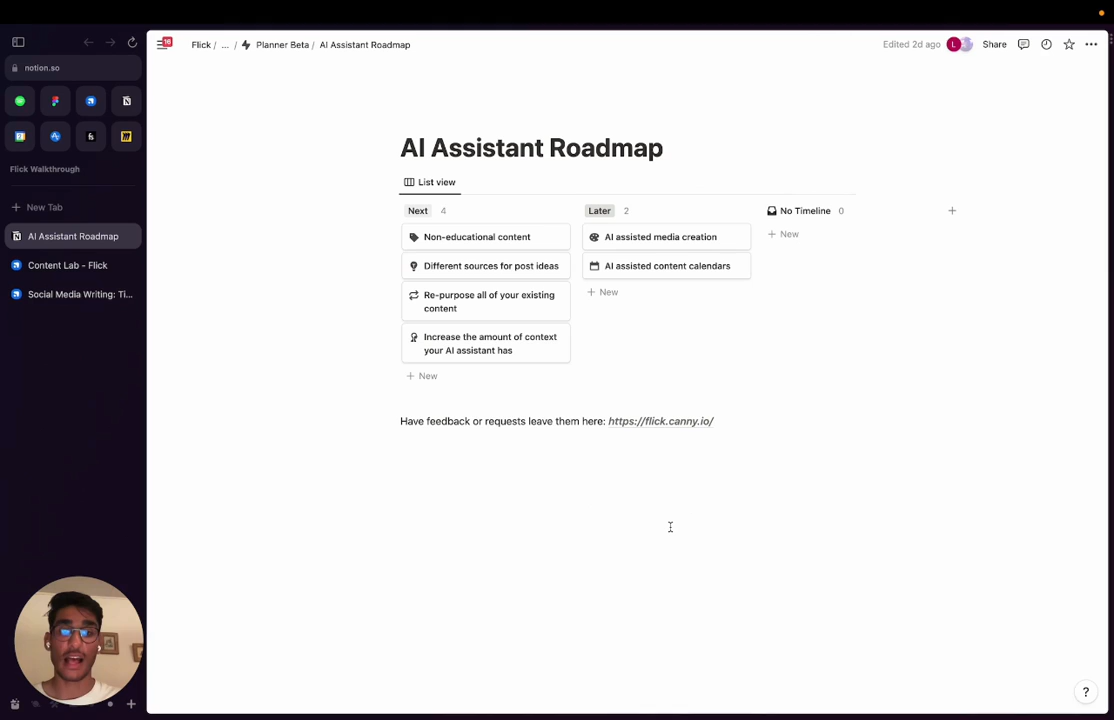 notion.so
Flick Walkthrough
New Tab
AI Assistant Roadmap
Content Lab - Flick
Social Media Writing: Ti...
16
Flick / ... / Planner Beta / AI Assistant Roadmap
Edited 2d ago
L
Share
AI Assistant Roadmap
List view
Next 4
Non-educational content
Different sources for post ideas
Re-purpose all of your existing
content
Increase the amount of context
your AI assistant has
+ New
Later 2
AI assisted media creation
AI assisted content calendars
+ New
No Timeline 0
+ New
Have feedback or requests leave them here: https://flick.canny.io/
?